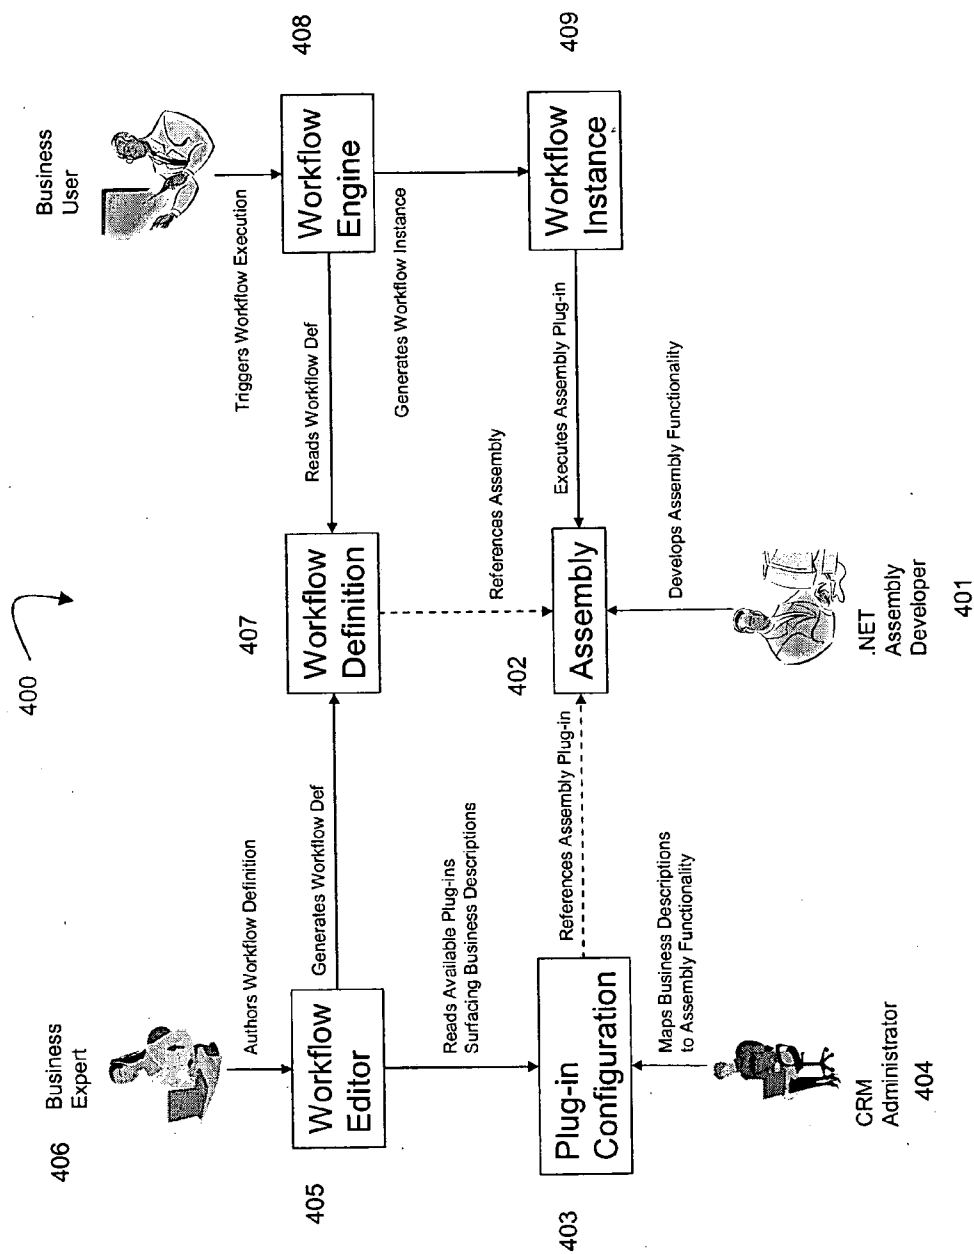 400
406
Business
Expert
Authors Workflow Definition
405
Workflow
Editor
Generates Workflow Def
407
Workflow
Definition
Reads Workflow Def
Business
User
Triggers Workflow Execution
408
Workflow
Engine
Generates Workflow Instance
Reads Available Plug-ins
Surfacing Business Descriptions
References Assembly
403
Plug-in
Configuration
References Assembly Plug-in
402
Assembly
Executes Assembly Plug-in
409
Workflow
Instance
Maps Business Descriptions
to Assembly Functionality
CRM
Administrator
404
Develops Assembly Functionality
.NET
Assembly
Developer
401